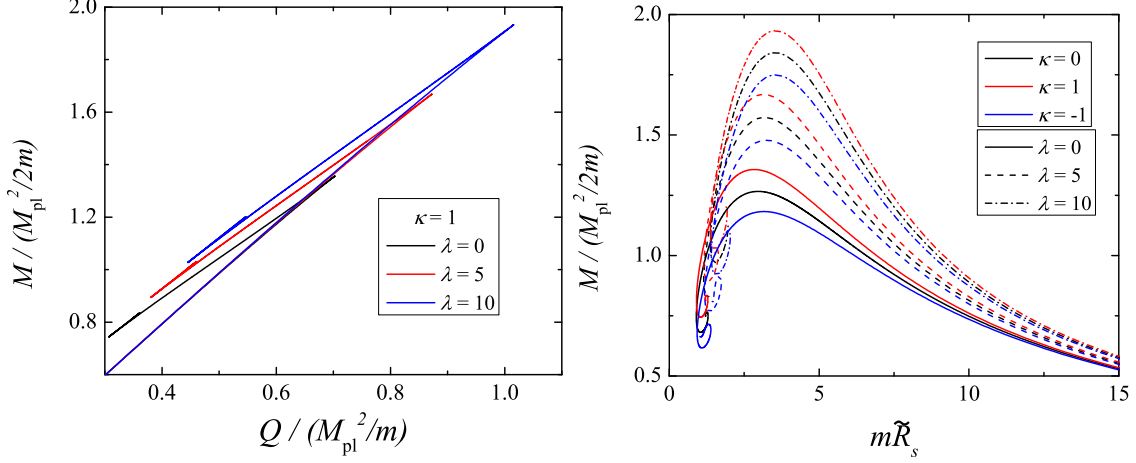 2.0
1.6
1.2
0.8
0.4 0.6 0.8 1.0
M / (M_pl^2/2m)
Q / (M_pl^2/m)
κ = 1
λ = 0
λ = 5
λ = 10
2.0
1.5
1.0
0.5
0 5 10 15
M / (M_pl^2/2m)
mR̃_s
κ = 0
κ = 1
κ = -1
λ = 0
λ = 5
λ = 10